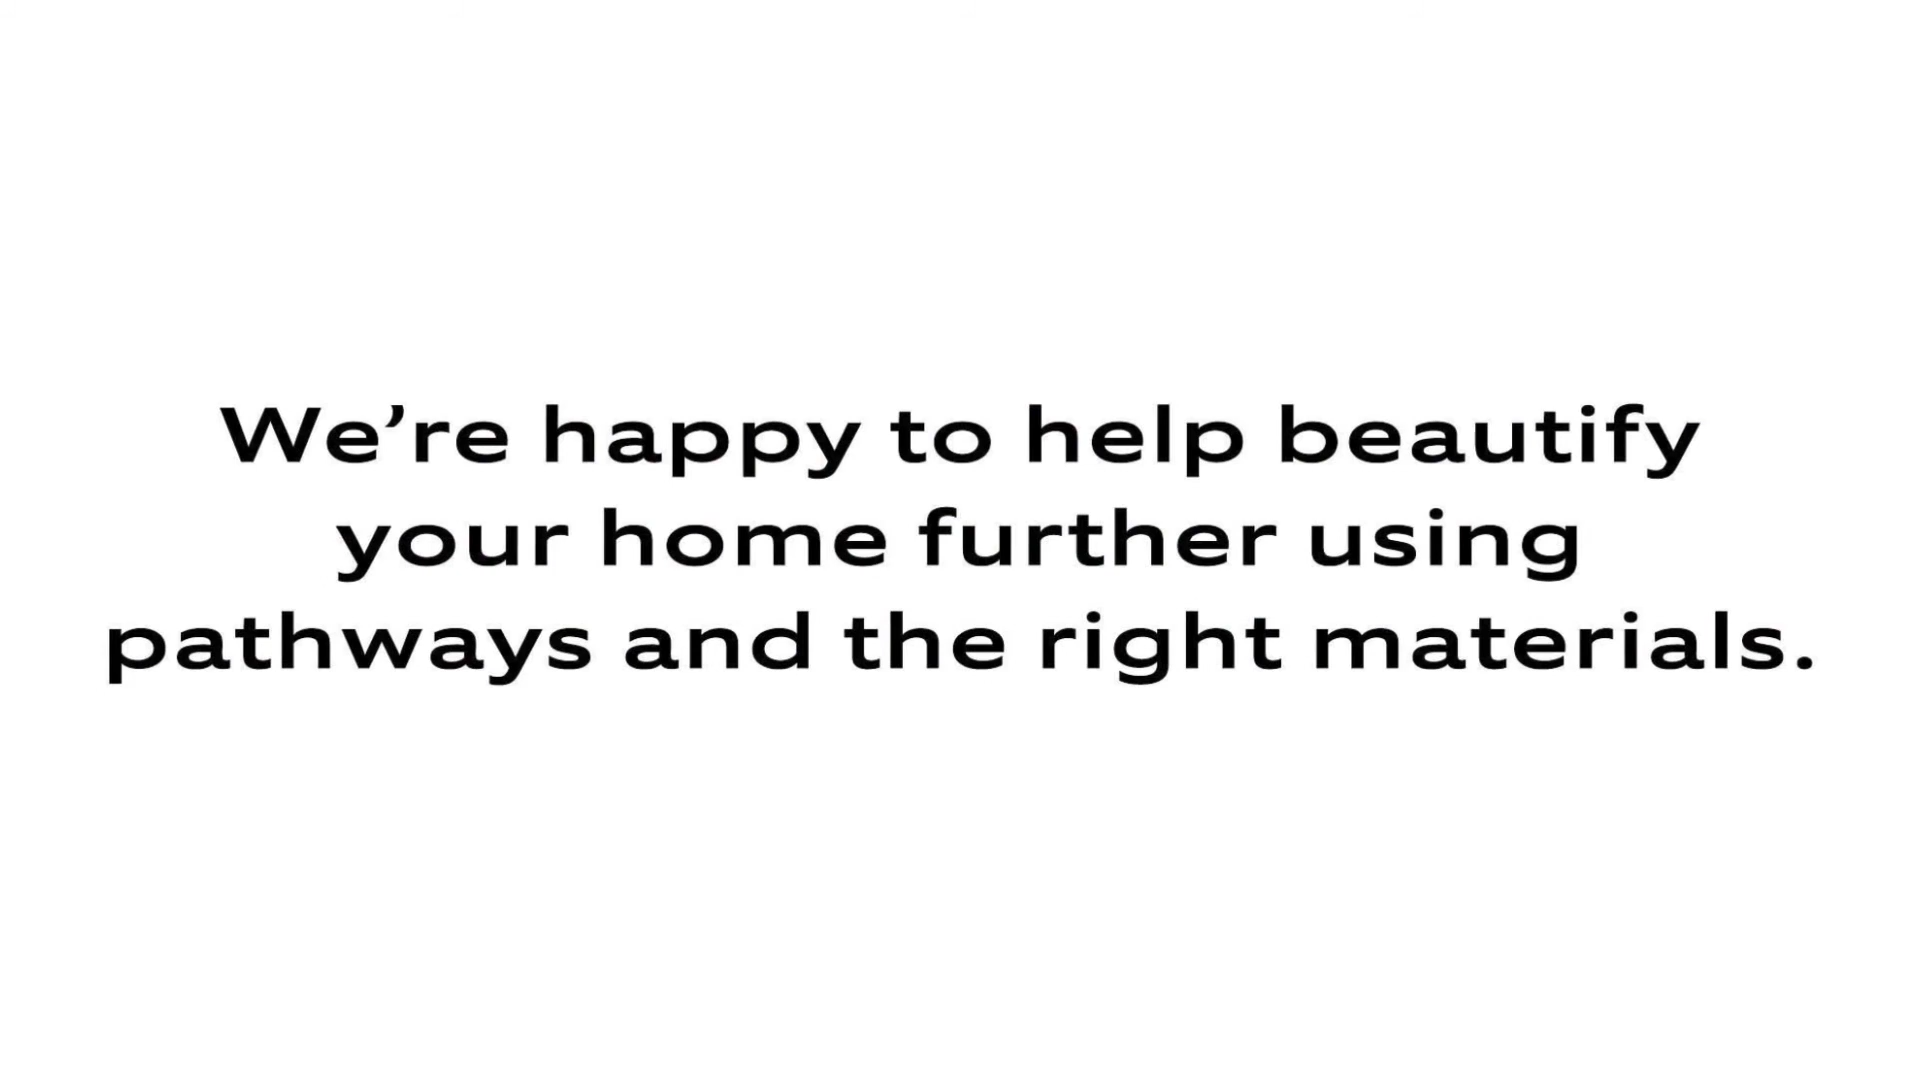 We’re happy to help beautify
your home further using
pathways and the right materials.